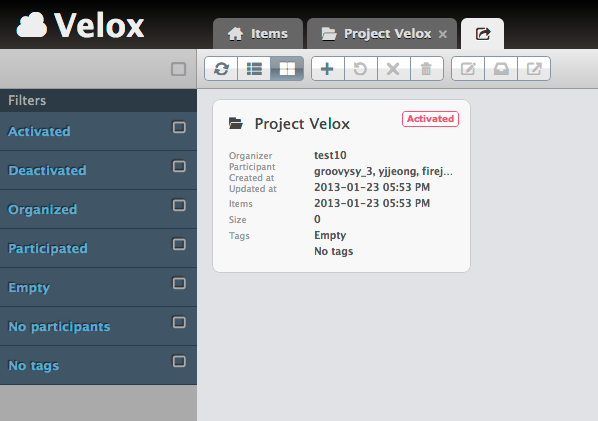 Velox
Items
Project Velox
Filters
Activated
Deactivated
Organized
Participated
Empty
No participants
No tags
Project Velox
Activated
Organizer test10
Participant groovysy_3, yjjeong, firej...
Created at
Updated at 2013-01-23 05:53 PM
Items 2013-01-23 05:53 PM
Size 0
Tags Empty
No tags